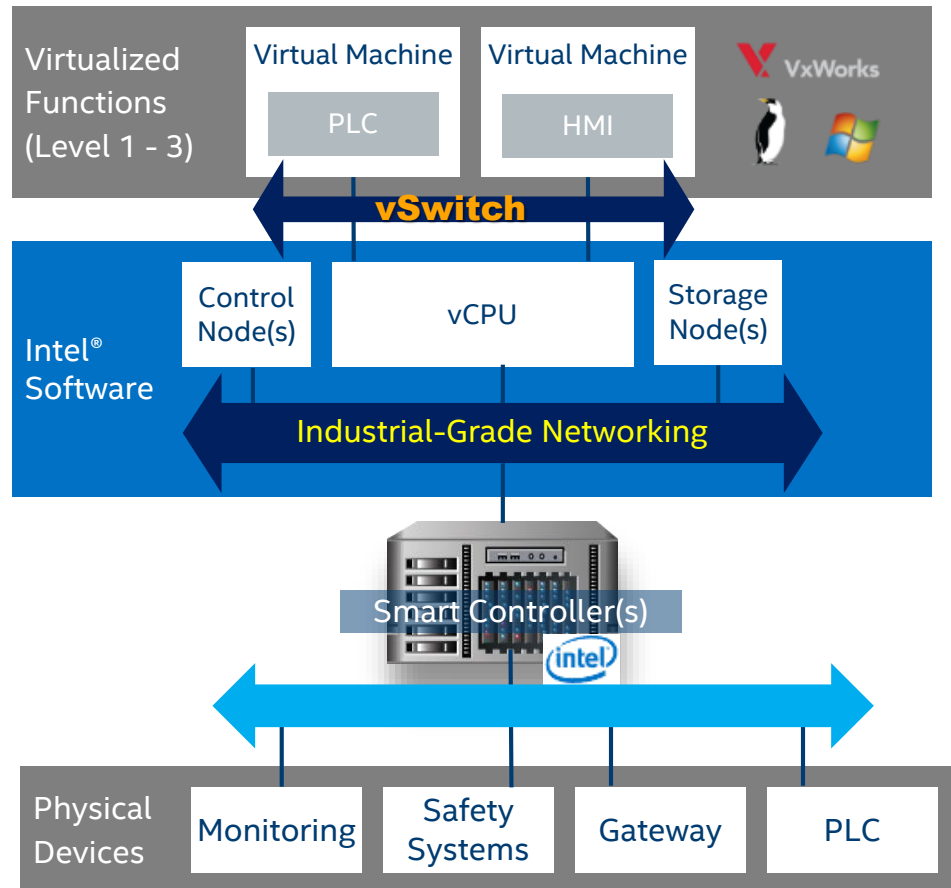 Virtualized
Functions
(Level 1 - 3)
Virtual Machine
PLC
Virtual Machine
HMI
VxWorks
vSwitch
Intel®
Software
Control
Node(s)
vCPU
Storage
Node(s)
Industrial-Grade Networking
Smart Controller(s)
intel
Physical
Devices
Monitoring
Safety
Systems
Gateway
PLC